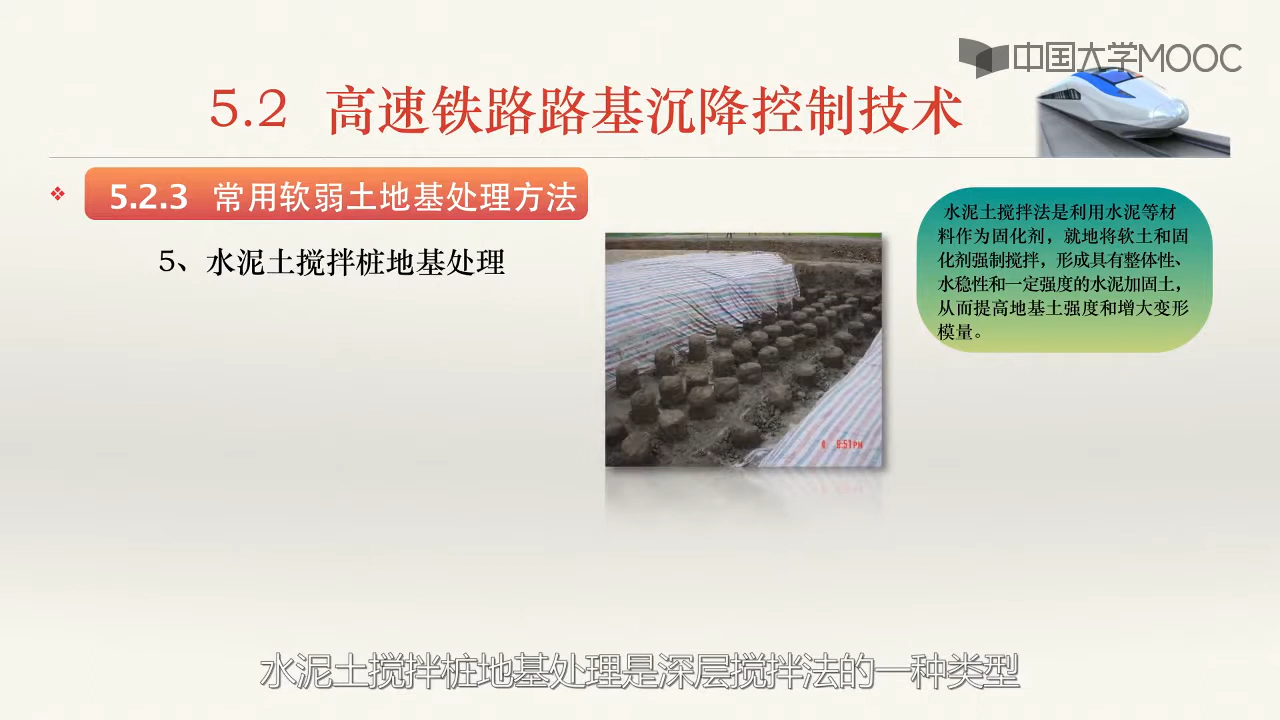 中国大学MOOC
5.2 高速铁路路基沉降控制技术
5.2.3 常用软弱土地基处理方法
5、水泥土搅拌桩地基处理
水泥土搅拌法是利用水泥等材
料作为固化剂，就地将软土和固
化剂强制搅拌，形成具有整体性、
水稳性和一定强度的水泥加固土，
从而提高地基土强度和增大变形
模量。
8:51PM
水泥土搅拌桩地基处理是深层搅拌法的一种类型